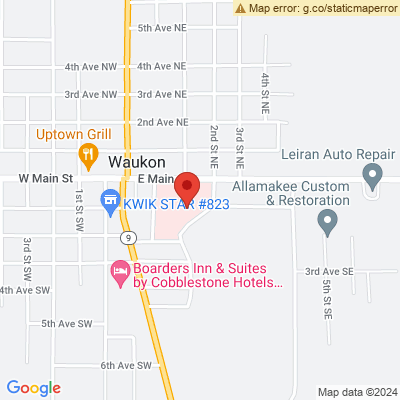 Map error: g.co/staticmaperror
5th Ave NE
4th Ave NW
4th Ave NE
3rd Ave NW
3rd Ave NE
4th St NE
2nd Ave NE
2nd St NE
3rd St NE
Uptown Grill
Waukon
Leiran Auto Repair
W Main St
E Main
Allamakee Custom
& Restoration
1st St SW
KWIK STAR #823
9
3rd St SW
Boarders Inn & Suites
by Cobblestone Hotels...
3rd Ave SE
5th St SE
4th Ave SW
5th Ave SW
6th Ave SW
Google
Map data ©2024